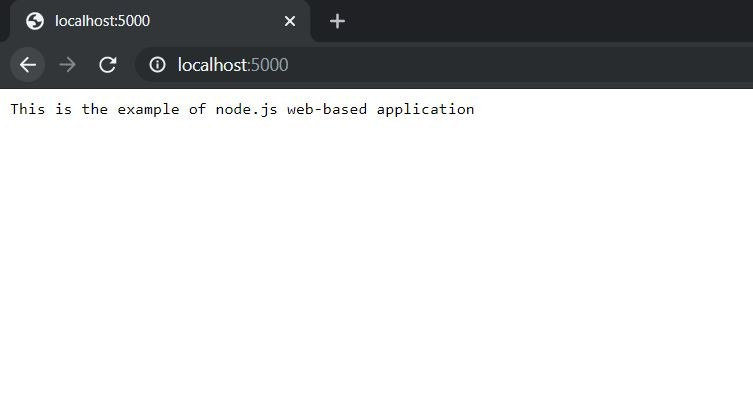 localhost:5000
localhost:5000
This is the example of node.js web-based application